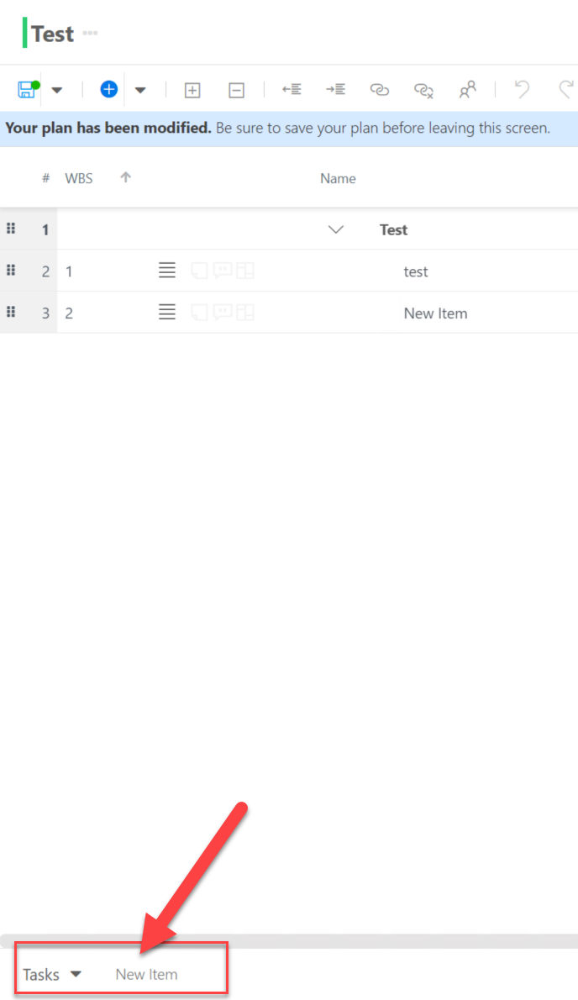 Test
Your plan has been modified. Be sure to save your plan before leaving this screen.
# WBS Name
1 Test
2 1 test
3 2 New Item
Tasks New Item